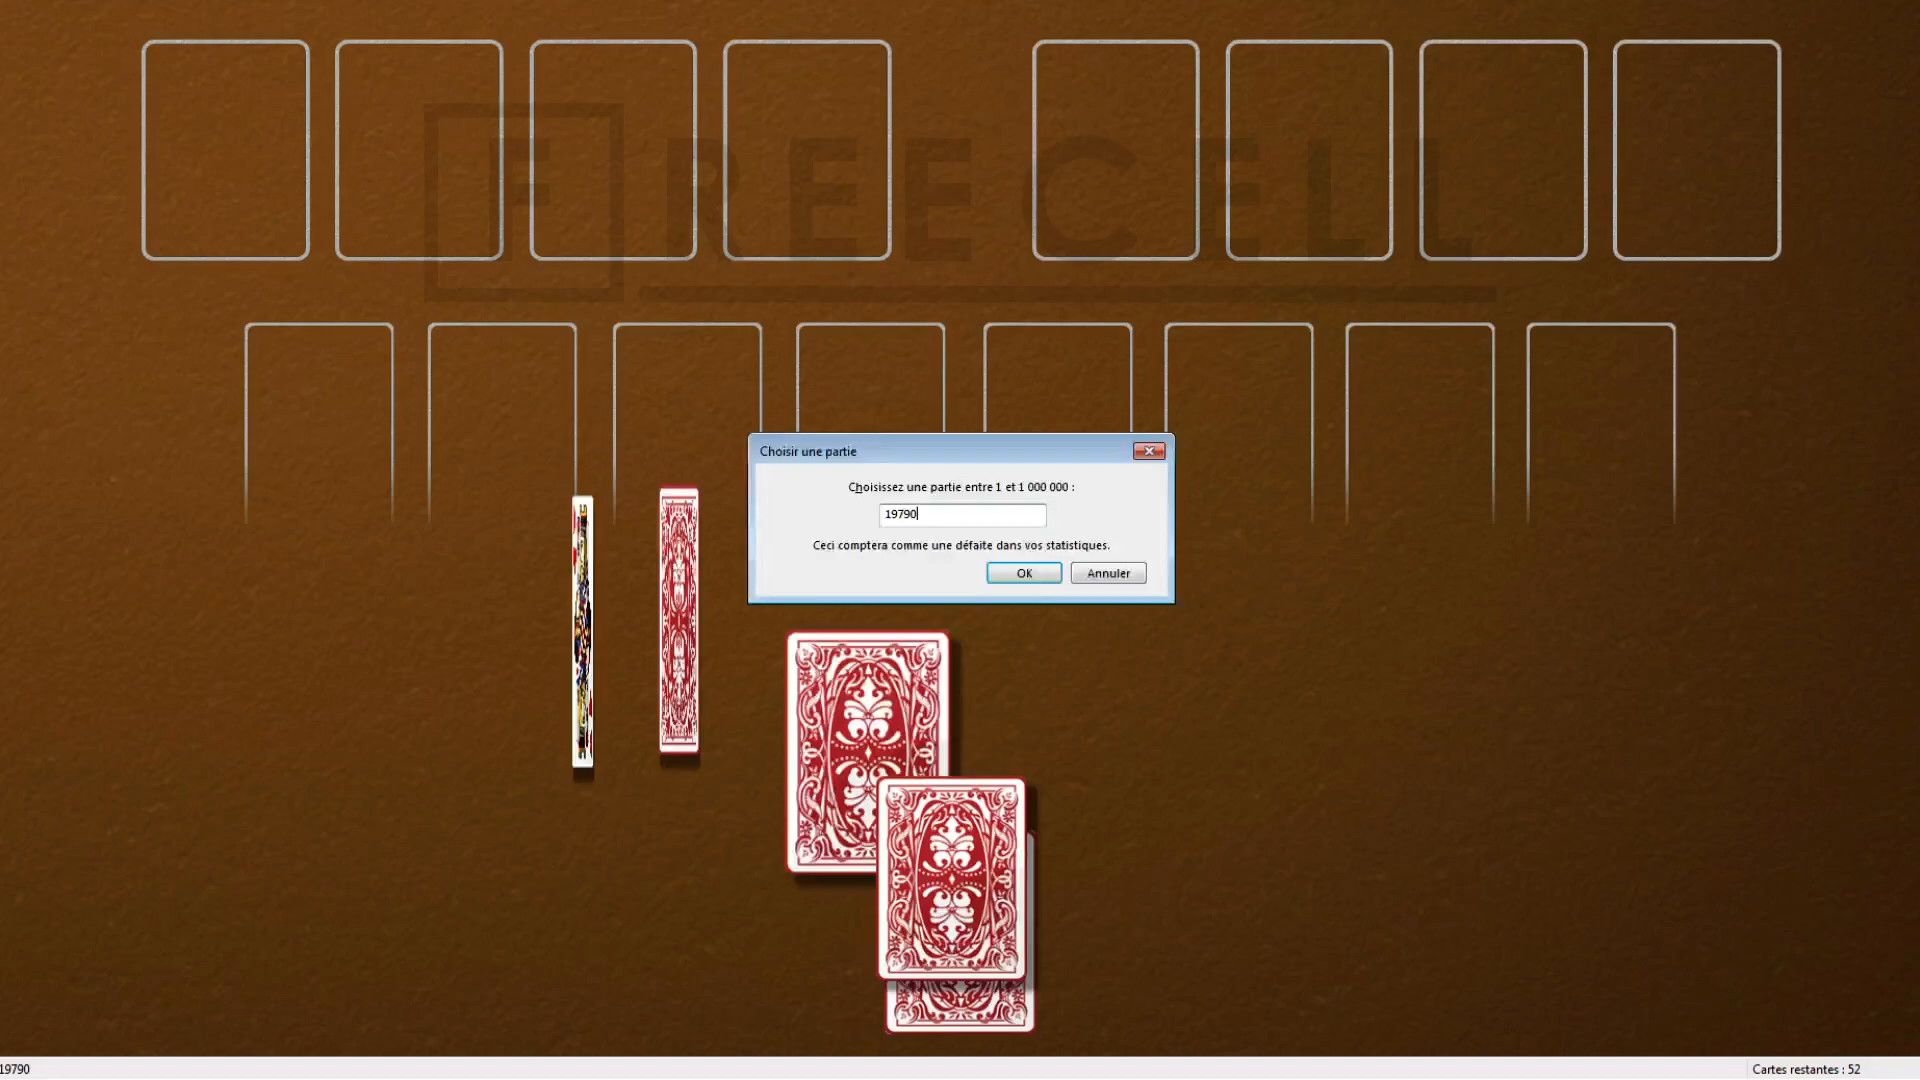 FREECELL
Choisir une partie
Choisissez une partie entre 1 et 1 000 000 :
19790
Ceci comptera comme une défaite dans vos statistiques.
OK
Annuler
19790
Cartes restantes : 52